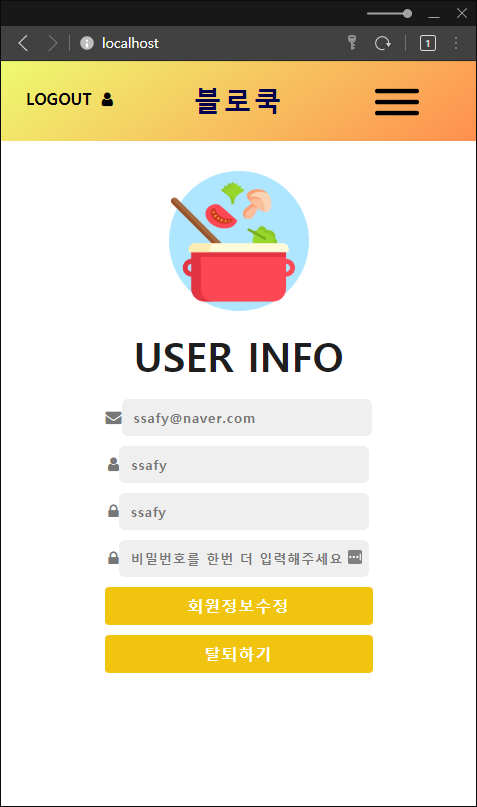 localhost
1
LOGOUT
블로쿡
USER INFO
ssafy@naver.com
ssafy
ssafy
비밀번호를 한번 더 입력해주세요
회원정보수정
탈퇴하기